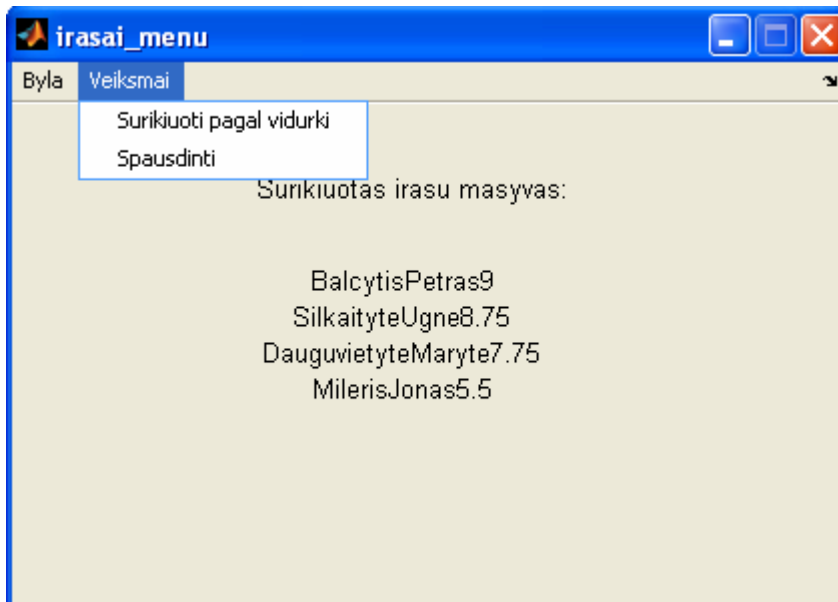 irasai_menu
Byla Veiksmai
Surikiuoti pagal vidurki
Spausdinti
Surikiuotas irasu masyvas:
BalcytisPetras9
SilkaityteUgne8.75
DauguvietyteMaryte7.75
MilerisJonas5.5